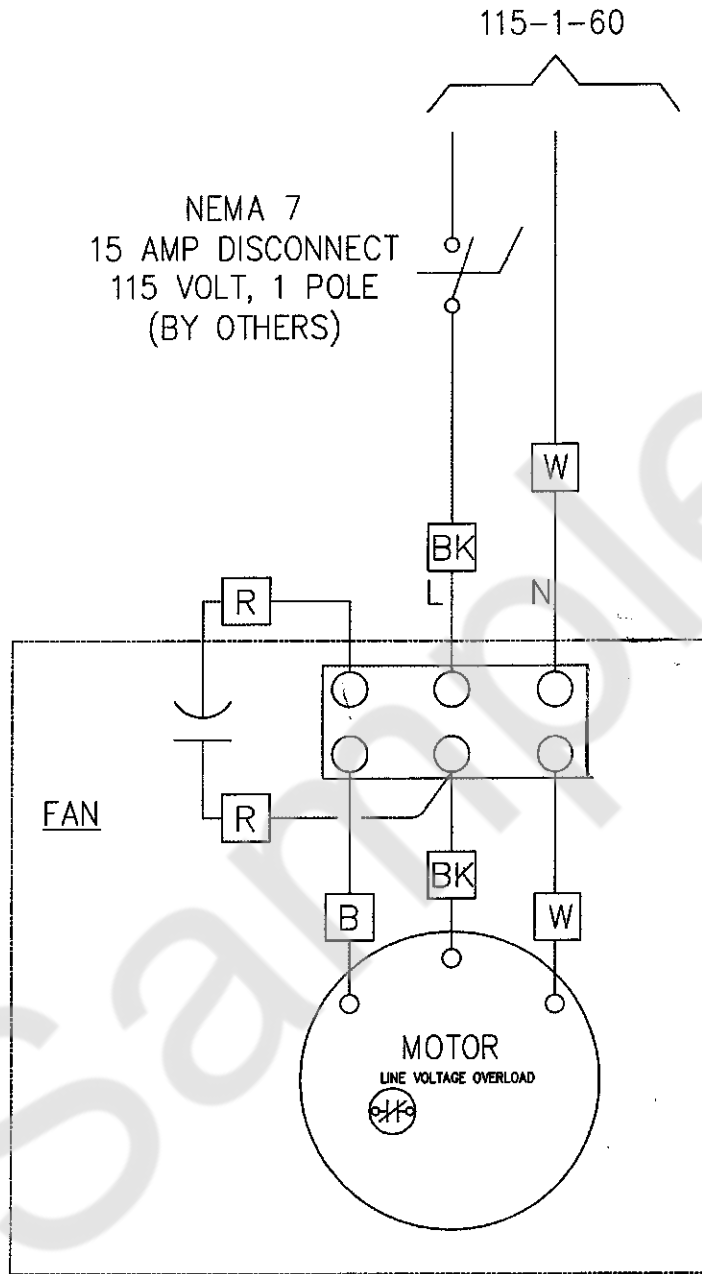 115-1-60
NEMA 7
15 AMP DISCONNECT
115 VOLT, 1 POLE
(BY OTHERS)
W
BK
L
N
R
FAN
R
BK
B
W
MOTOR
LINE VOLTAGE OVERLOAD
Sample